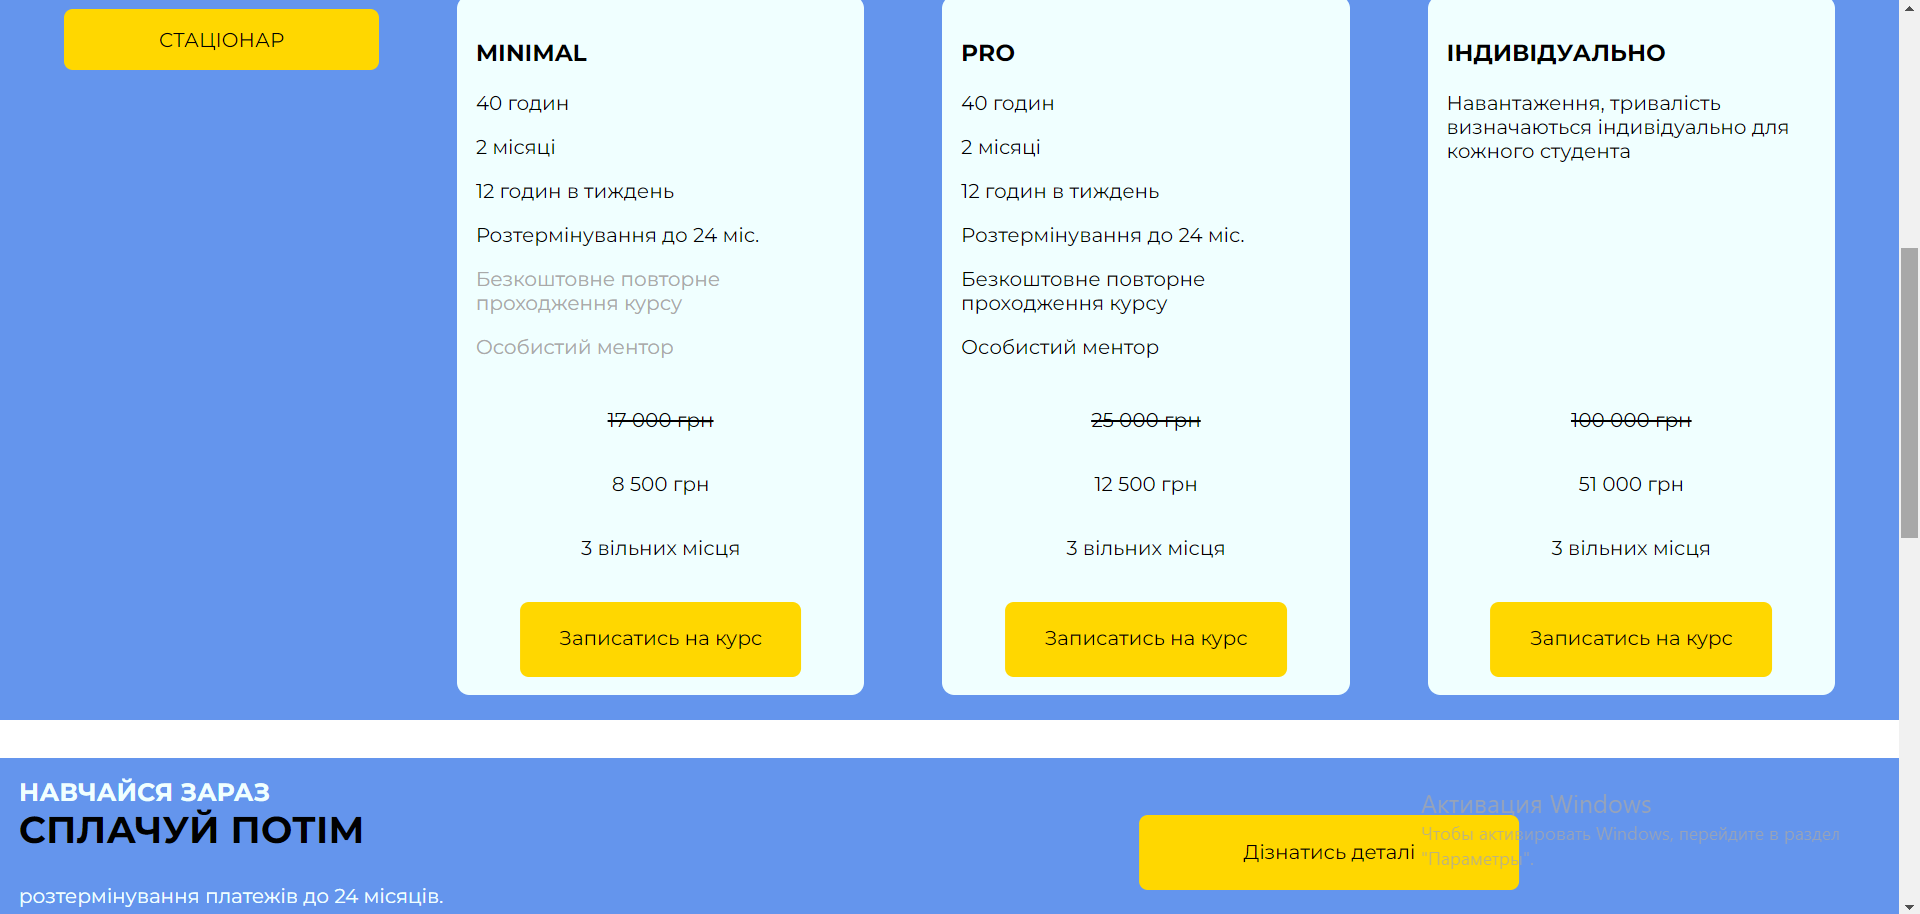 СТАЦІОНАР
MINIMAL
40 годин
2 місяці
12 годин в тиждень
Розтермінування до 24 міс.
Безкоштовне повторне
проходження курсу
Особистий ментор
17 000 грн
8 500 грн
3 вільних місця
Записатись на курс
PRO
40 годин
2 місяці
12 годин в тиждень
Розтермінування до 24 міс.
Безкоштовне повторне
проходження курсу
Особистий ментор
25 000 грн
12 500 грн
3 вільних місця
Записатись на курс
ІНДИВІДУАЛЬНО
Навантаження, тривалість
визначаються індивідуально для
кожного студента
100 000 грн
51 000 грн
3 вільних місця
Записатись на курс
НАВЧАЙСЯ ЗАРАЗ
СПЛАЧУЙ ПОТІМ
розтермінування платежів до 24 місяців.
Дізнатись деталі
Активация Windows
Чтобы активировать Windows, перейдите в раздел
"Параметры".